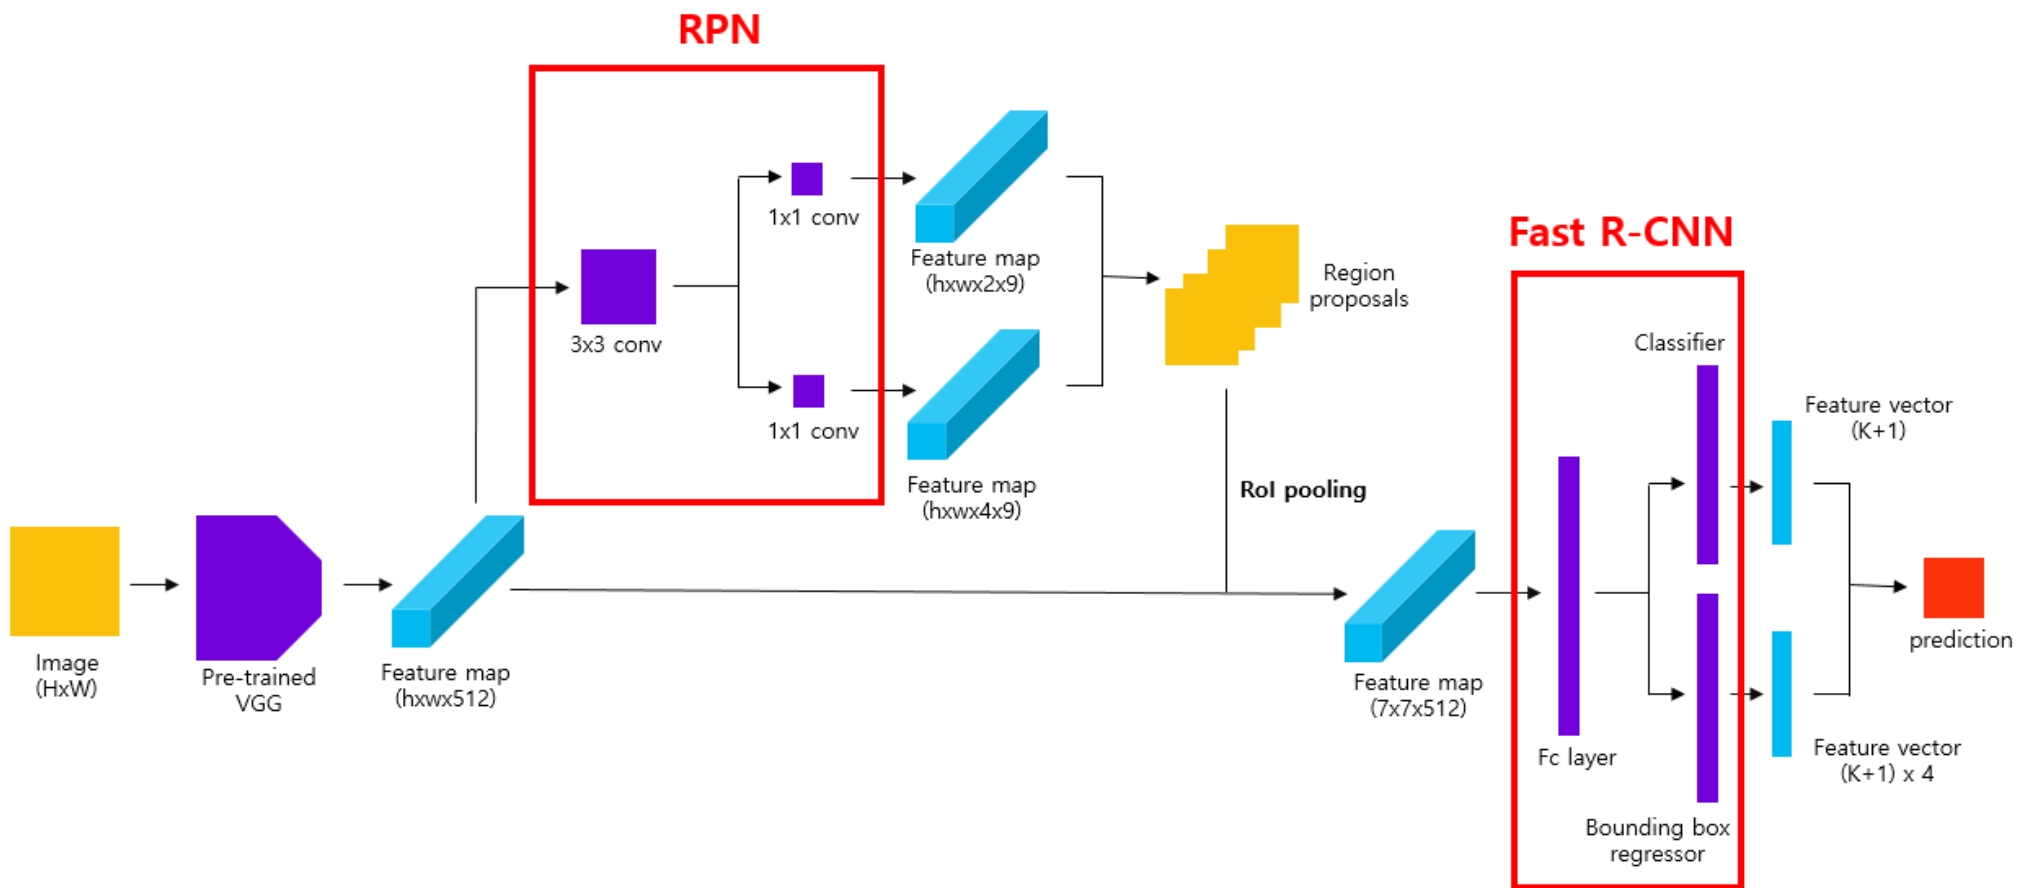 RPN
1x1 conv
Feature map
(hxwx2x9)
3x3 conv
1x1 conv
Feature map
(hxwx4x9)
Region
proposals
RoI pooling
Image
(HxW)
Pre-trained
VGG
Feature map
(hxwx512)
Feature map
(7x7x512)
Fast R-CNN
Classifier
Fc layer
Bounding box
regressor
Feature vector
(K+1)
Feature vector
(K+1) x 4
prediction